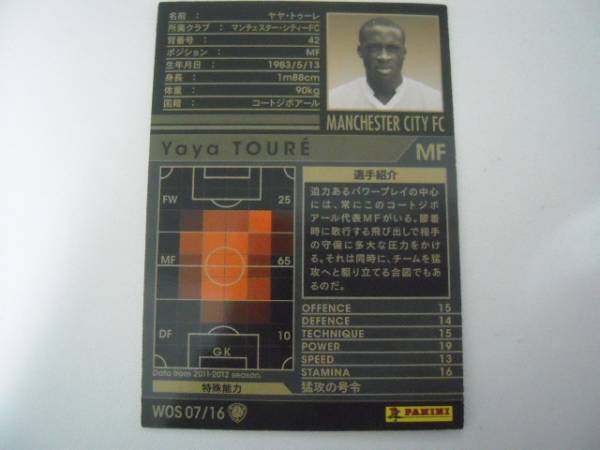 名前： ヤヤ・トゥーレ
所属クラブ： マンチェスター・シティーFC
背番号： 42
ポジション： MF
生年月日： 1983/5/13
身長： 1m88cm
体重： 90kg
国籍： コートジボアール
MANCHESTER CITY FC
Yaya TOURÉ MF
FW 25
MF 65
DF 10
GK
Data from 2011-2012 season.
特殊能力
選手紹介
迫力あるパワープレイの中心
には、常にこのコートジボ
アール代表MFがいる。膠着
時に敢行する飛び出しで相手
の守備に多大な圧力をかけ
る。それは同時に、チームを猛
攻へと駆り立てる合図でもあ
るのだ。
OFFENCE 15
DEFENCE 14
TECHNIQUE 15
POWER 19
SPEED 13
STAMINA 16
猛攻の号令
WOS 07/16
PANINI